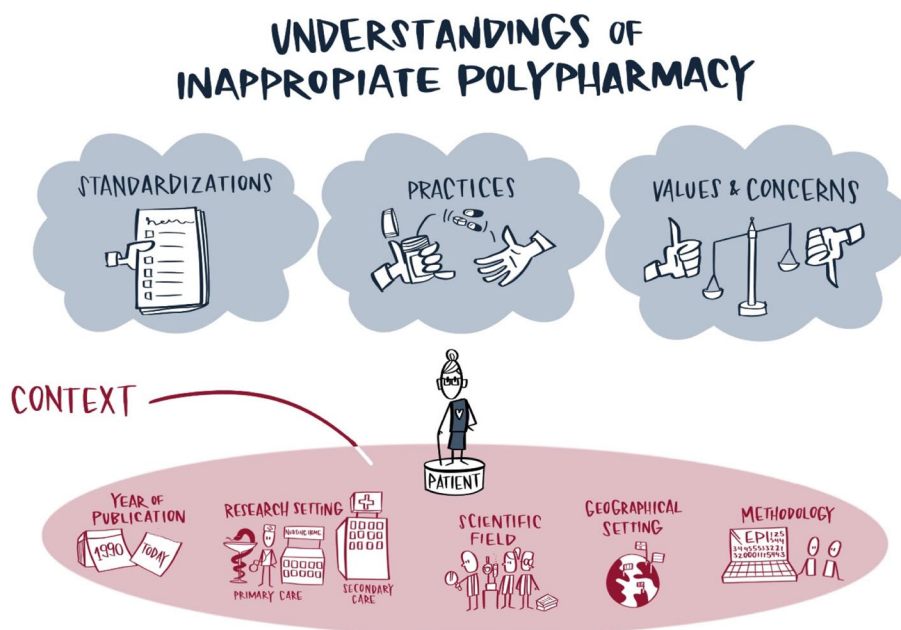 UNDERSTANDINGS OF
INAPPROPIATE POLYPHARMACY
STANDARDIZATIONS
PRACTICES
VALUES & CONCERNS
CONTEXT
PATIENT
YEAR OF
PUBLICATION
1990
TODAY
RESEARCH SETTING
NURSING HOME
PRIMARY CARE
SECONDARY
CARE
SCIENTIFIC
FIELD
GEOGRAPHICAL
SETTING
METHODOLOGY
EPI